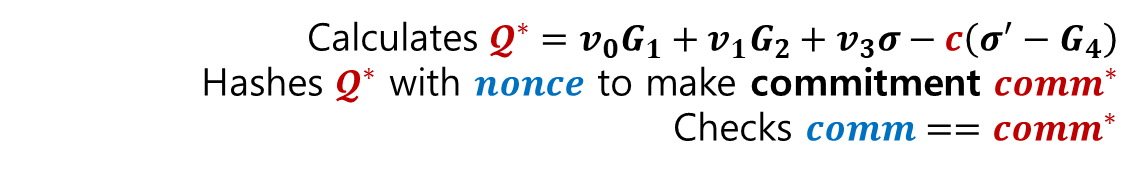 Calculates 𝓠* = v₀G₁ + v₁G₂ + v₃σ − c(σ′ − G₄)
Hashes 𝓠* with nonce to make commitment comm*
Checks comm == comm*